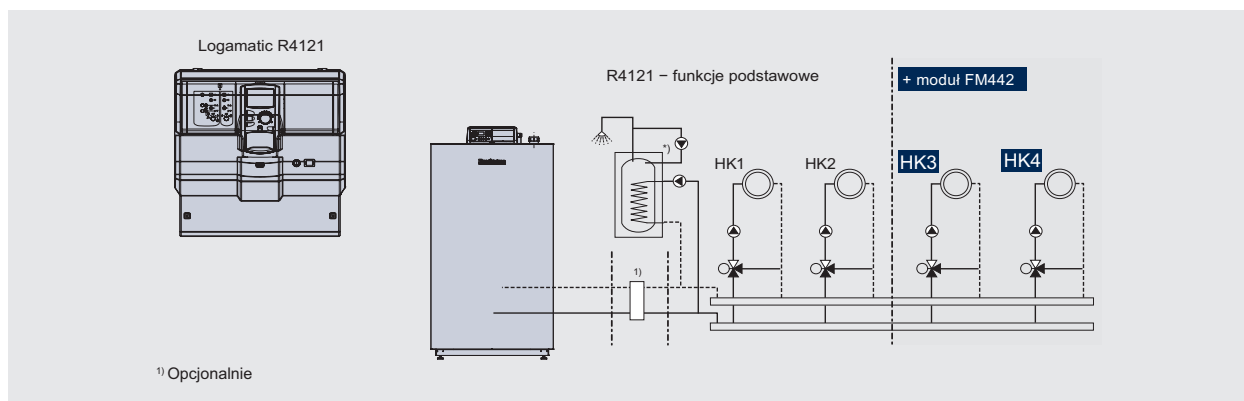 Logamatic R4121
R4121 – funkcje podstawowe
+ moduł FM442
*)
HK1
HK2
HK3
HK4
1)
1) Opcjonalnie